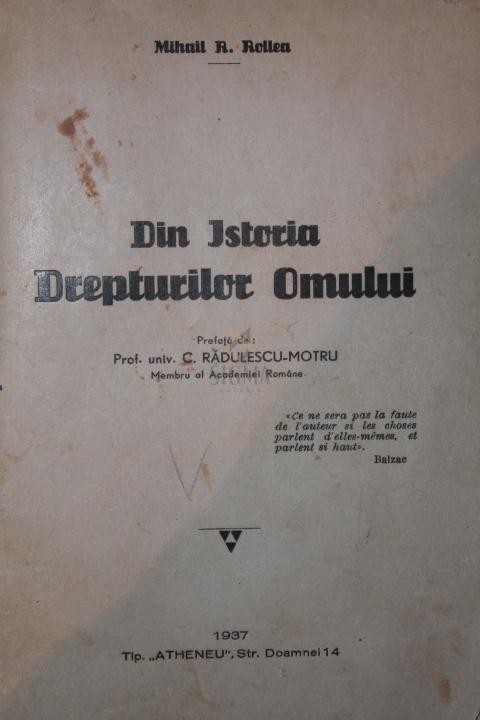 Mihail R. Rollea
Din Istoria
Drepturilor Omului
Prefață de:
Prof. univ. C. RĂDULESCU-MOTRU
Membru al Academiei Române
SIGMA
«Ce ne sera pas la faute
de l'auteur si les choses
parlent d'elles-mêmes, et
parlent si haut».
Balzac
1937
Tip. „ATHENEU”, Str. Doamnei 14